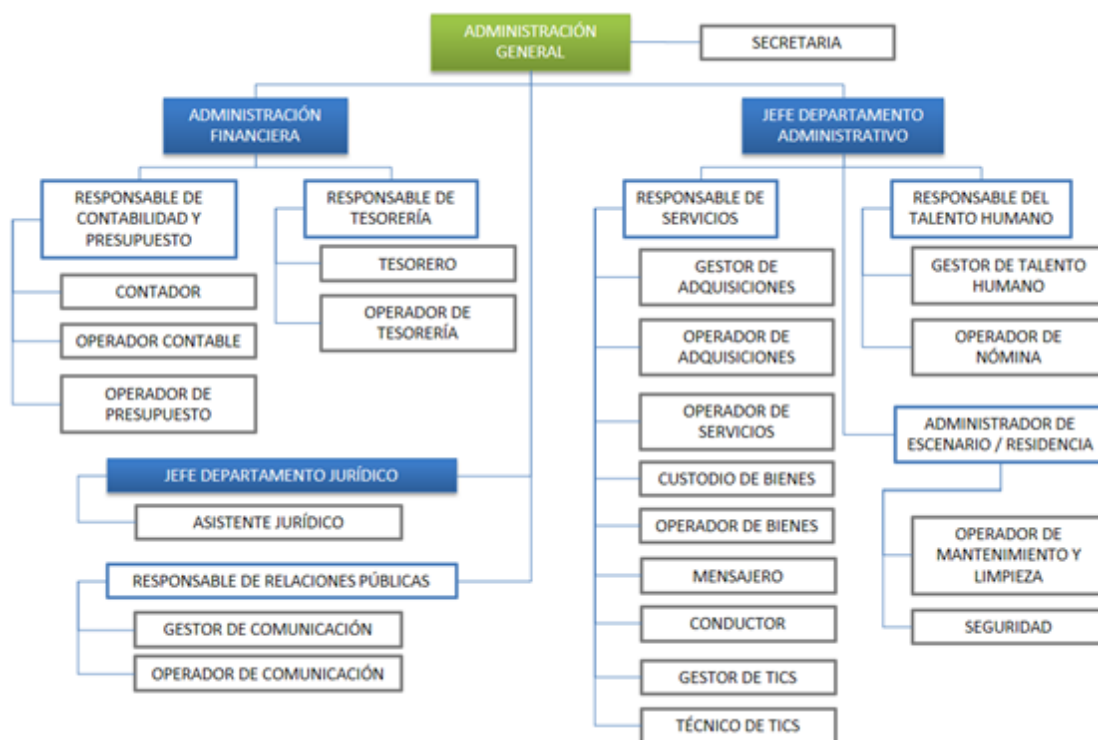 ADMINISTRACIÓN
GENERAL
SECRETARIA
ADMINISTRACIÓN
FINANCIERA
JEFE DEPARTAMENTO
ADMINISTRATIVO
RESPONSABLE DE
CONTABILIDAD Y
PRESUPUESTO
CONTADOR
OPERADOR CONTABLE
OPERADOR DE
PRESUPUESTO
RESPONSABLE DE
TESORERÍA
TESORERO
OPERADOR DE
TESORERÍA
JEFE DEPARTAMENTO JURÍDICO
ASISTENTE JURÍDICO
RESPONSABLE DE RELACIONES PÚBLICAS
GESTOR DE COMUNICACIÓN
OPERADOR DE COMUNICACIÓN
RESPONSABLE DE
SERVICIOS
GESTOR DE
ADQUISICIONES
OPERADOR DE
ADQUISICIONES
OPERADOR DE
SERVICIOS
CUSTODIO DE BIENES
OPERADOR DE BIENES
MENSAJERO
CONDUCTOR
GESTOR DE TICS
TÉCNICO DE TICS
RESPONSABLE DEL
TALENTO HUMANO
GESTOR DE TALENTO
HUMANO
OPERADOR DE
NÓMINA
ADMINISTRADOR DE
ESCENARIO / RESIDENCIA
OPERADOR DE
MANTENIMIENTO Y
LIMPIEZA
SEGURIDAD